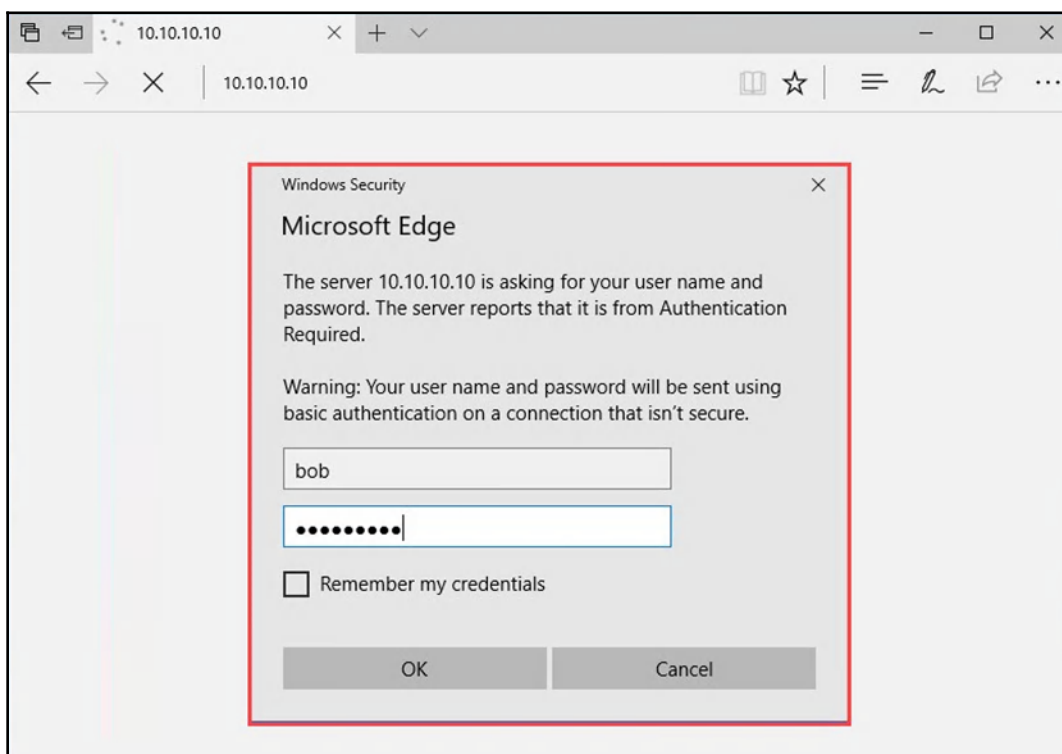 10.10.10.10
10.10.10.10
Windows Security
Microsoft Edge
The server 10.10.10.10 is asking for your user name and
password. The server reports that it is from Authentication
Required.
Warning: Your user name and password will be sent using
basic authentication on a connection that isn't secure.
bob
•••••••••
Remember my credentials
OK Cancel